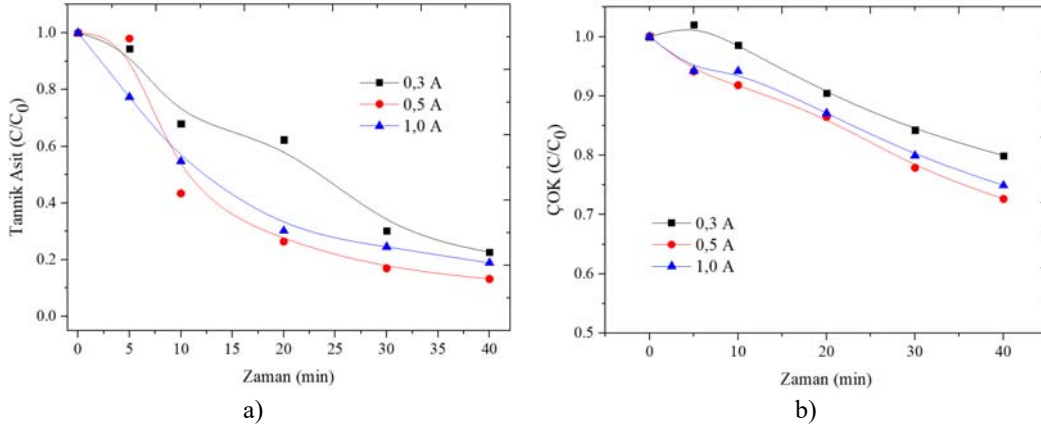 1.0
0.8
0.6
0.4
0.2
0.0
Tannik Asit (C/C₀)
0,3 A
0,5 A
1,0 A
0 5 10 15 20 25 30 35 40
Zaman (min)
a)
1.0
0.9
0.8
0.7
0.6
0.5
ÇOK (C/C₀)
0,3 A
0,5 A
1,0 A
0 10 20 30 40
Zaman (min)
b)